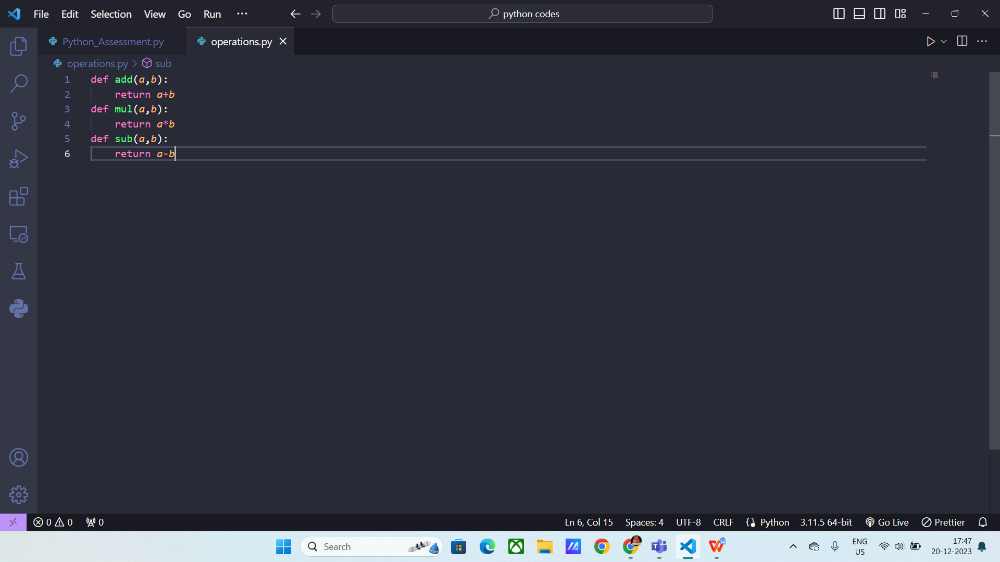 File Edit Selection View Go Run ···
python codes
Python_Assessment.py
operations.py
operations.py > sub
1 def add(a,b):
2     return a+b
3 def mul(a,b):
4     return a*b
5 def sub(a,b):
6     return a-b
0 0 0
Ln 6, Col 15 Spaces: 4 UTF-8 CRLF Python 3.11.5 64-bit Go Live Prettier
Search
ENG
US
17:47
20-12-2023